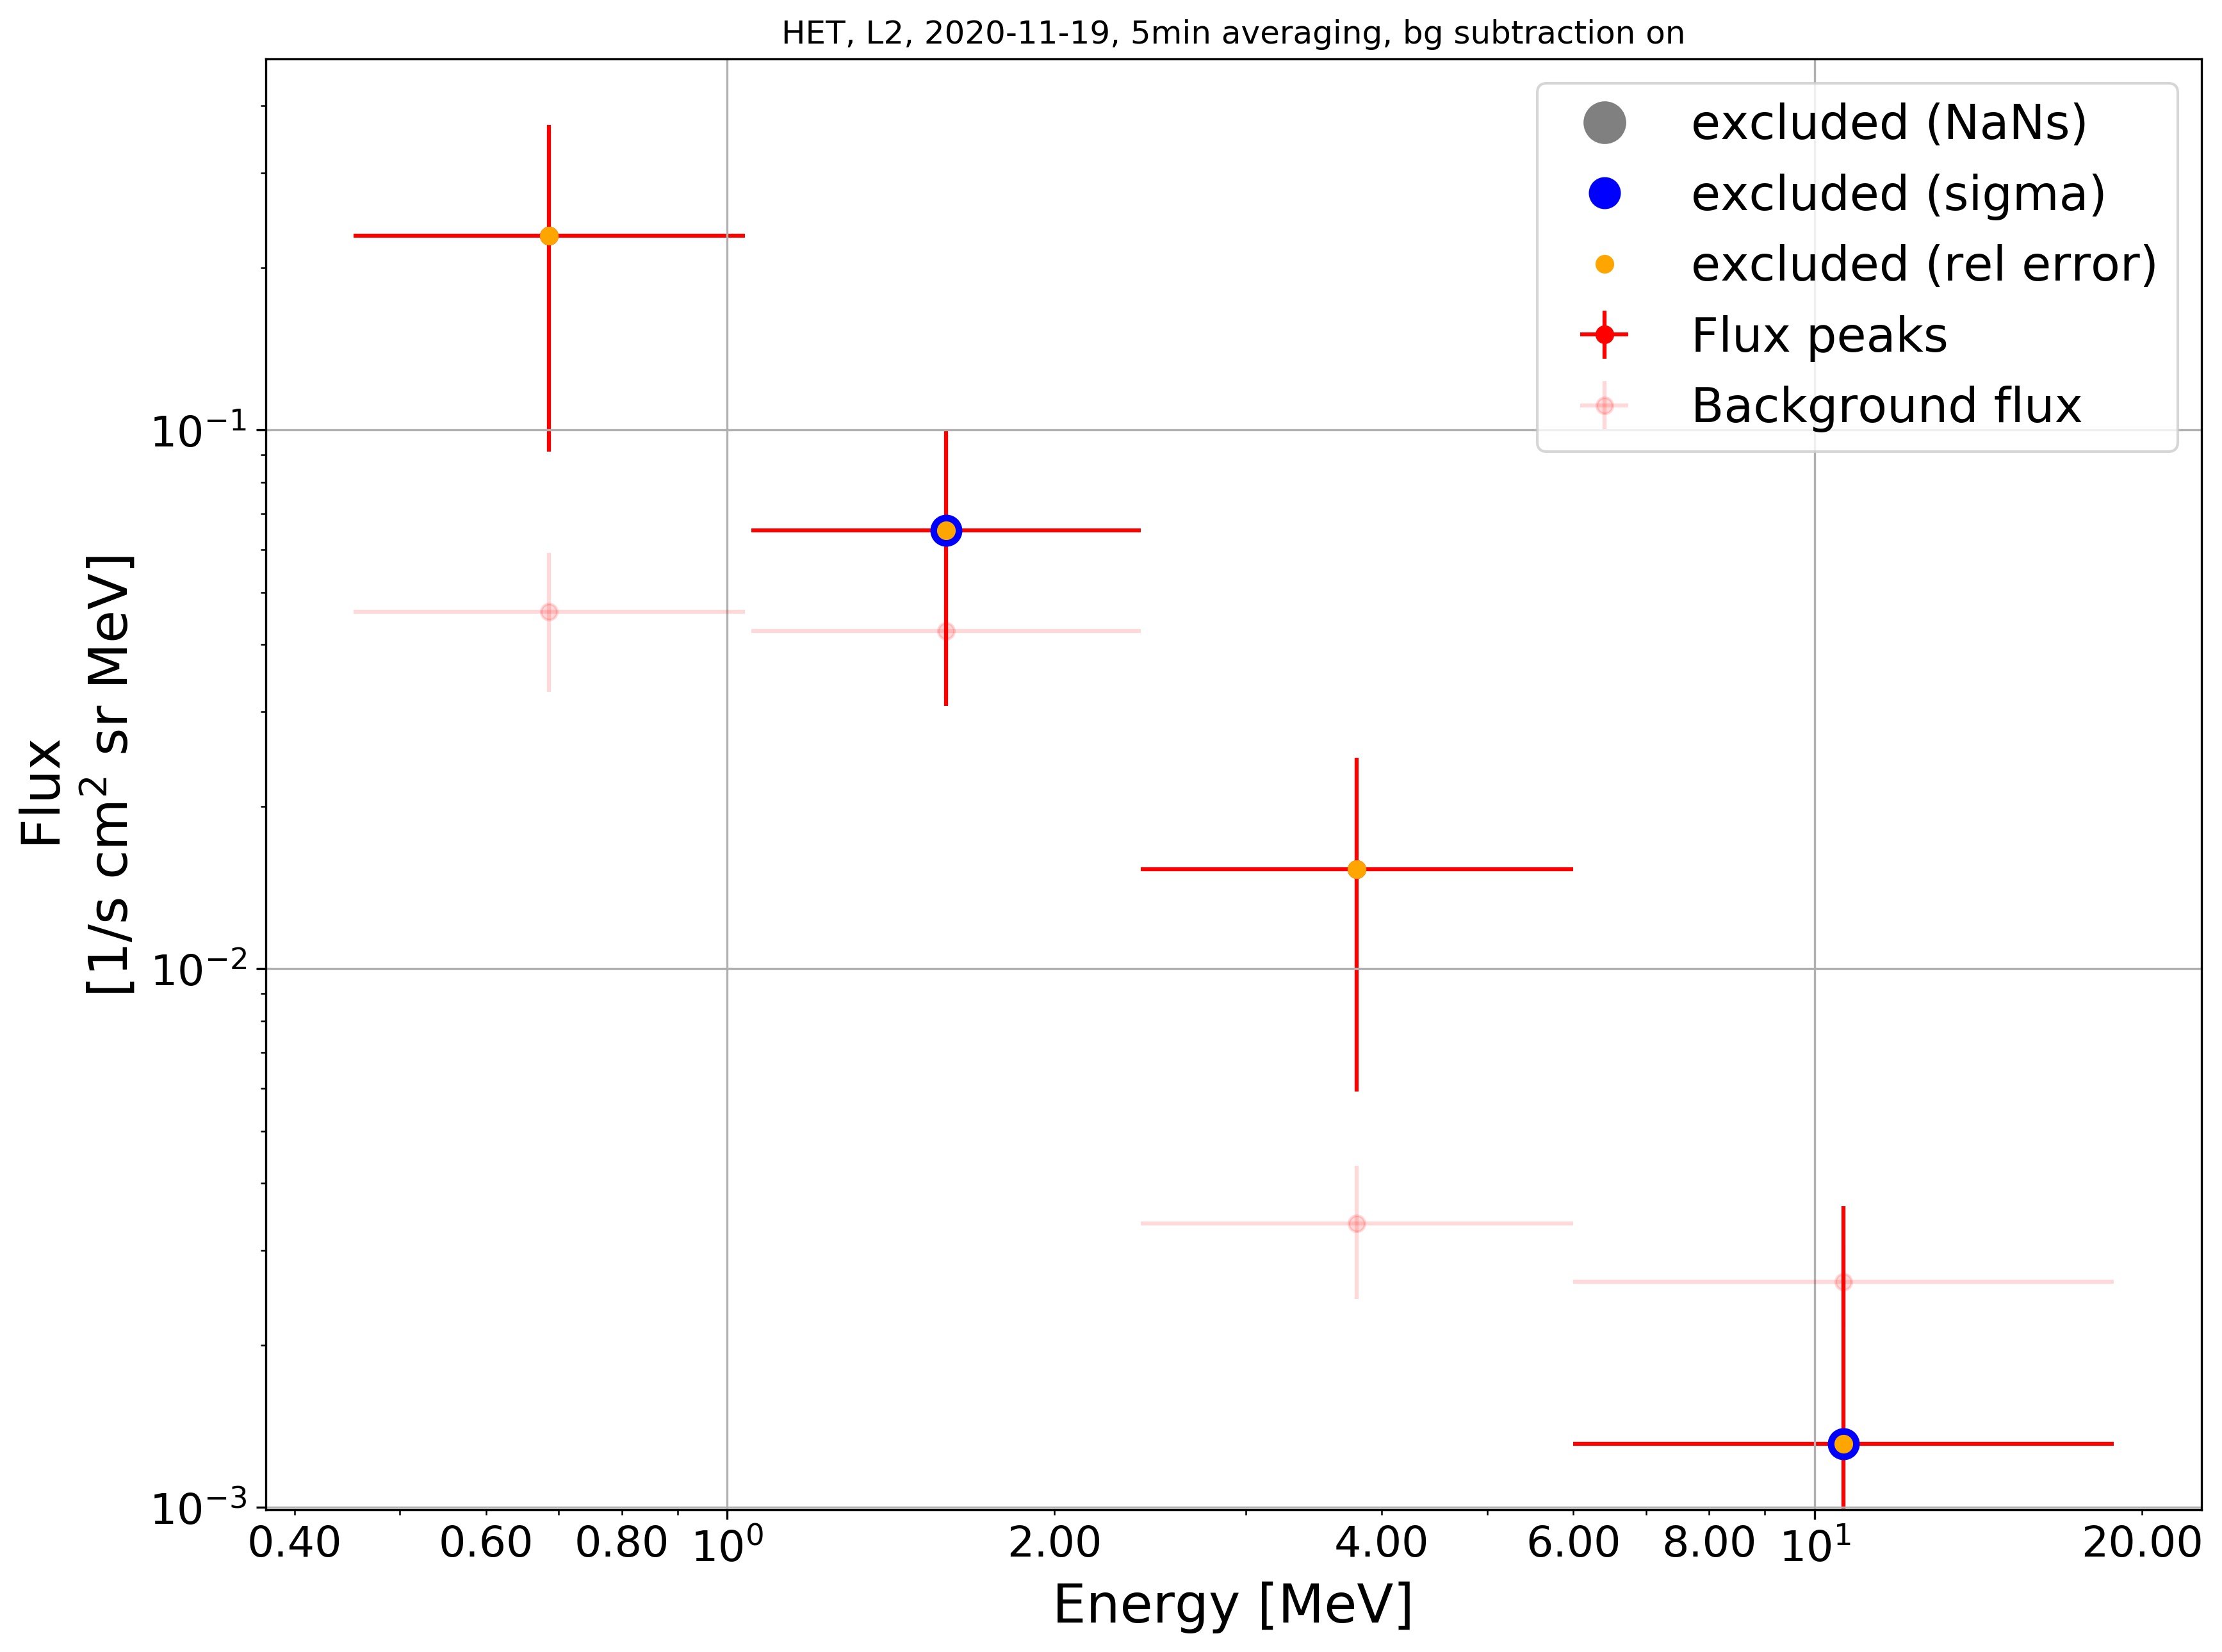 HET, L2, 2020-11-19, 5min averaging, bg subtraction on
excluded (NaNs)
excluded (sigma)
excluded (rel error)
Flux peaks
Background flux
Flux
[1/s cm² sr MeV]
10⁻¹
10⁻²
10⁻³
0.40 0.60 0.80 10⁰ 2.00 4.00 6.00 8.00 10¹ 20.00
Energy [MeV]